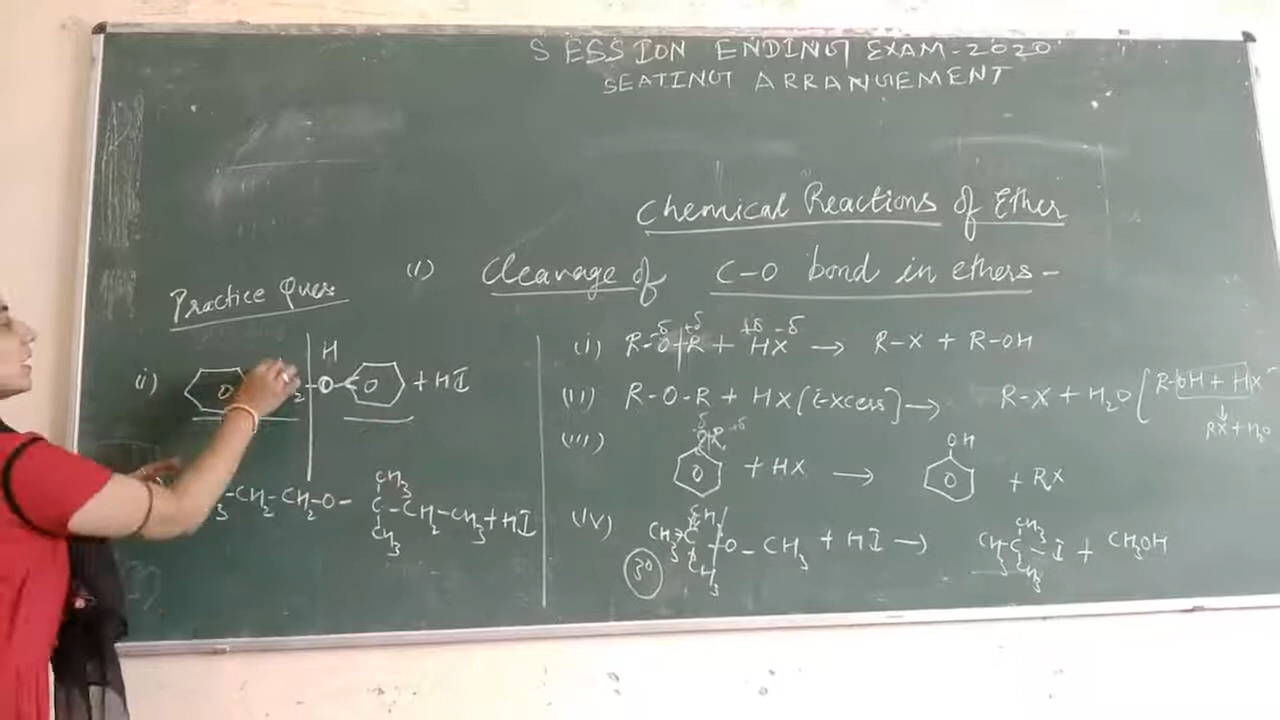 SESSION ENDING EXAM-2020
SEATING ARRANGEMENT
Chemical Reactions of Ether
(1) Cleavage of C-O bond in ethers-
Practice Ques
(i) H
O + HI
CH₃
-CH₂-CH₂-O- C-CH₂-CH₃ + HI
CH₃
(i) R-O-R + HX → R-X + R-OH
δ +δ +δ -δ
(ii) R-O-R + HX [Excess] → R-X + H₂O [R-OH + HX
↓
RX + H₂O
(iii) OR + HX → OH + RX
(iv) CH₃ CH₃
CH₃-C-O-CH₃ + HI → CH₃-C-I + CH₃OH
CH₃ CH₃
3°